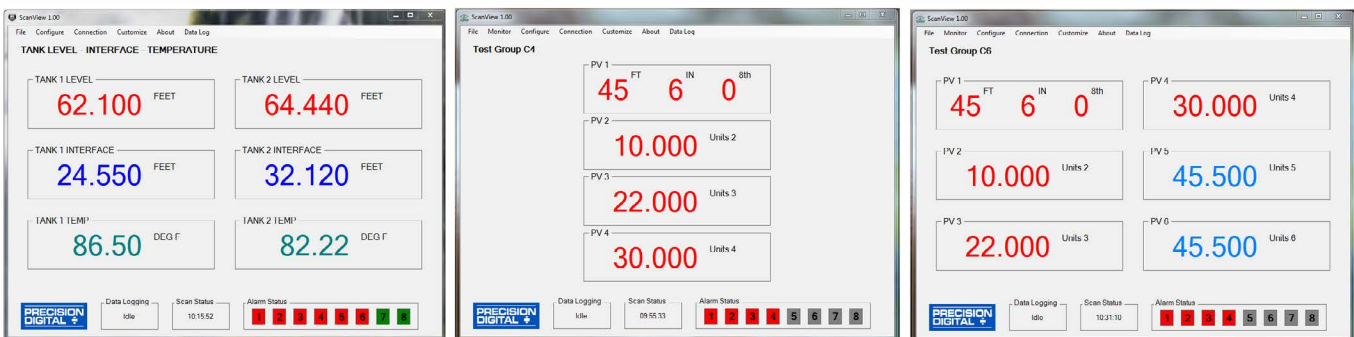 ScanView 1.00
File Configure Connection Customize About Data Log
TANK LEVEL - INTERFACE - TEMPERATURE
TANK 1 LEVEL
62.100 FEET
TANK 2 LEVEL
64.440 FEET
TANK 1 INTERFACE
24.550 FEET
TANK 2 INTERFACE
32.120 FEET
TANK 1 TEMP
86.50 DEG F
TANK 2 TEMP
82.22 DEG F
PRECISION
DIGITAL
Data Logging
Idle
Scan Status
10:15:52
Alarm Status
1 2 3 4 5 6 7 8
ScanView 1.00
File Monitor Configure Connection Customize About Data Log
Test Group C4
PV 1
45 FT 6 IN 0 8th
PV 2
10.000 Units 2
PV 3
22.000 Units 3
PV 4
30.000 Units 4
PRECISION
DIGITAL
Data Logging
Idle
Scan Status
09:55:33
Alarm Status
1 2 3 4 5 6 7 8
ScanView 1.00
File Monitor Configure Connection Customize About Data Log
Test Group C6
PV 1
45 FT 6 IN 0 8th
PV 4
30.000 Units 4
PV 2
10.000 Units 2
PV 5
45.500 Units 5
PV 3
22.000 Units 3
PV 6
45.500 Units 6
PRECISION
DIGITAL
Data Logging
Idle
Scan Status
10:31:10
Alarm Status
1 2 3 4 5 6 7 8